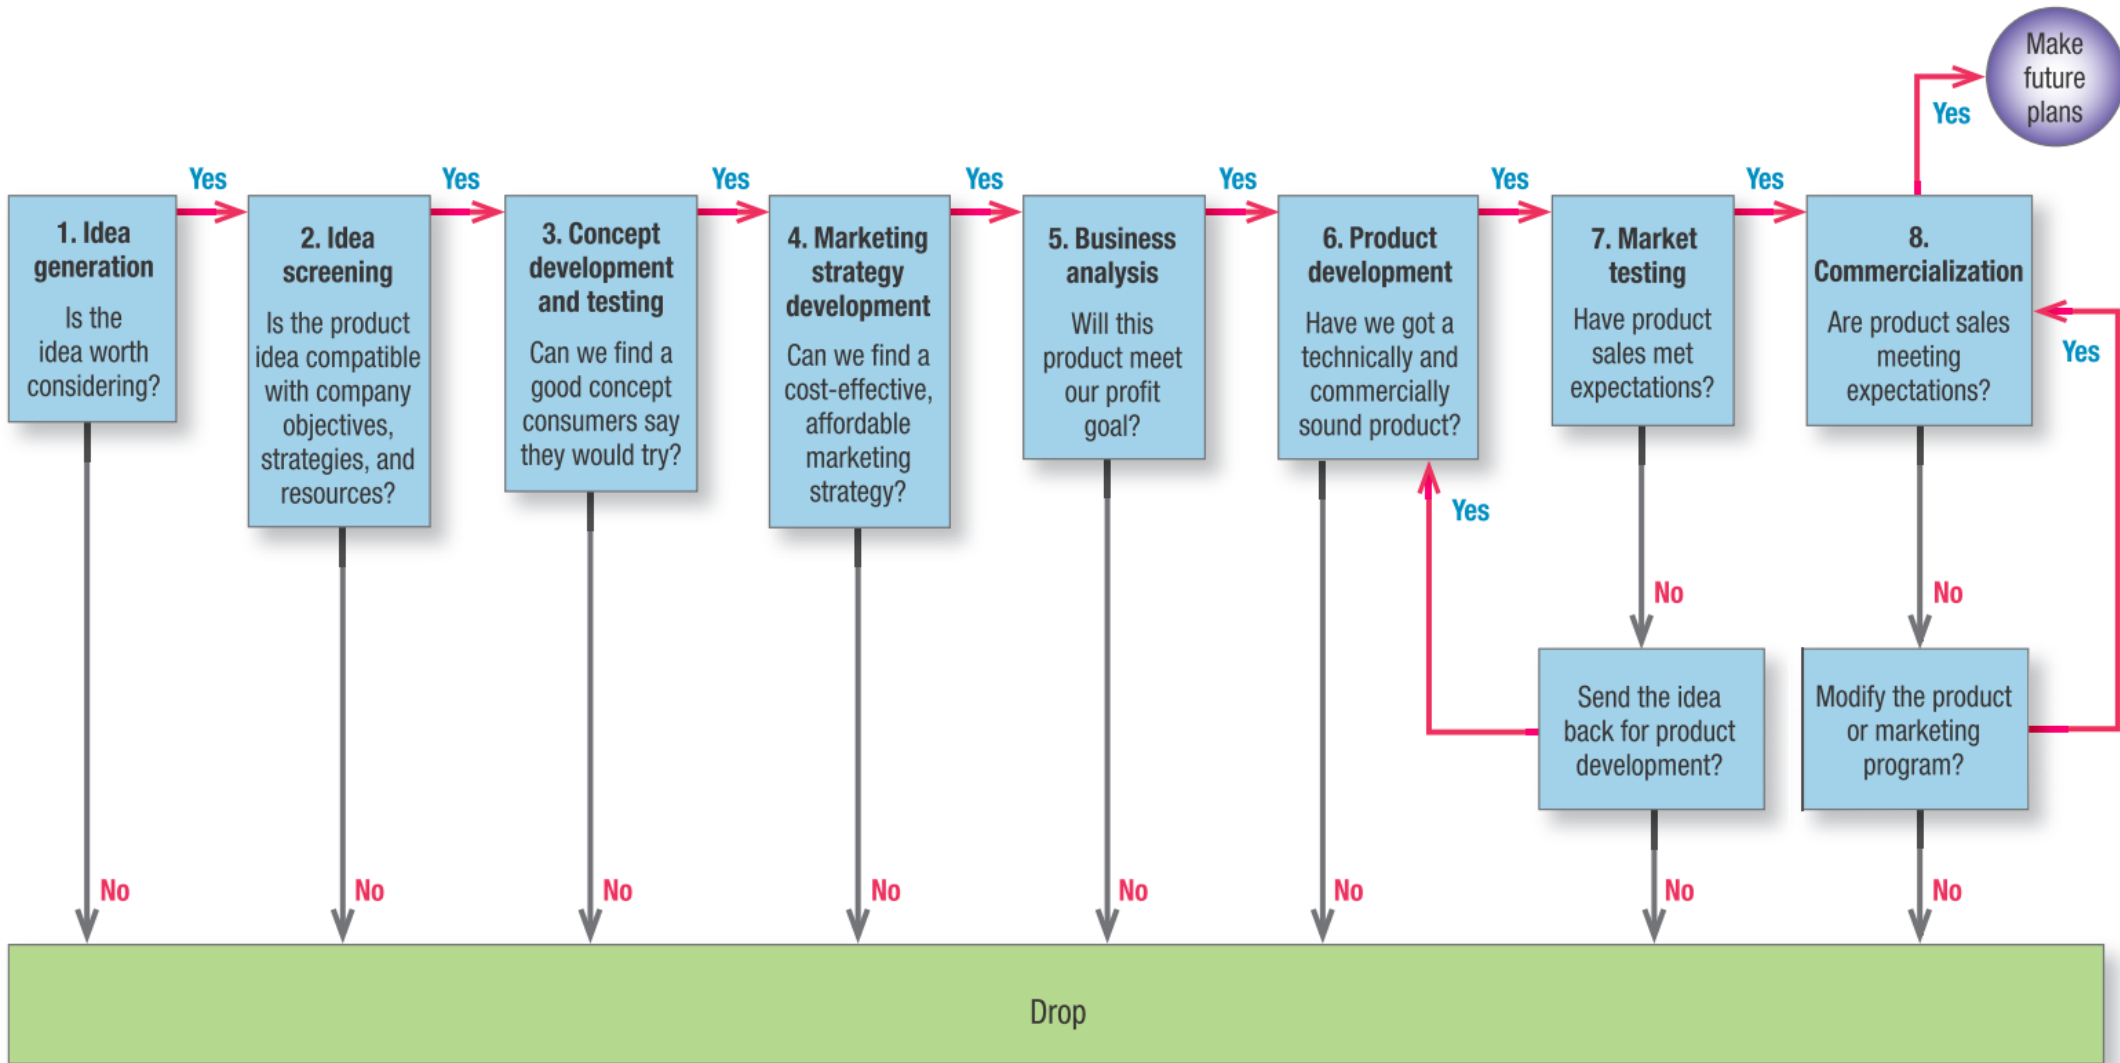 Make
future
plans
Yes
Yes
Yes
Yes
Yes
Yes
Yes
Yes
1. Idea
generation
Is the
idea worth
considering?
2. Idea
screening
Is the product
idea compatible
with company
objectives,
strategies, and
resources?
3. Concept
development
and testing
Can we find a
good concept
consumers say
they would try?
4. Marketing
strategy
development
Can we find a
cost-effective,
affordable
marketing
strategy?
5. Business
analysis
Will this
product meet
our profit
goal?
6. Product
development
Have we got a
technically and
commercially
sound product?
7. Market
testing
Have product
sales met
expectations?
8.
Commercialization
Are product sales
meeting
expectations?
Yes
Yes
No
No
Send the idea
back for product
development?
Modify the product
or marketing
program?
No
No
No
No
No
No
No
No
Drop